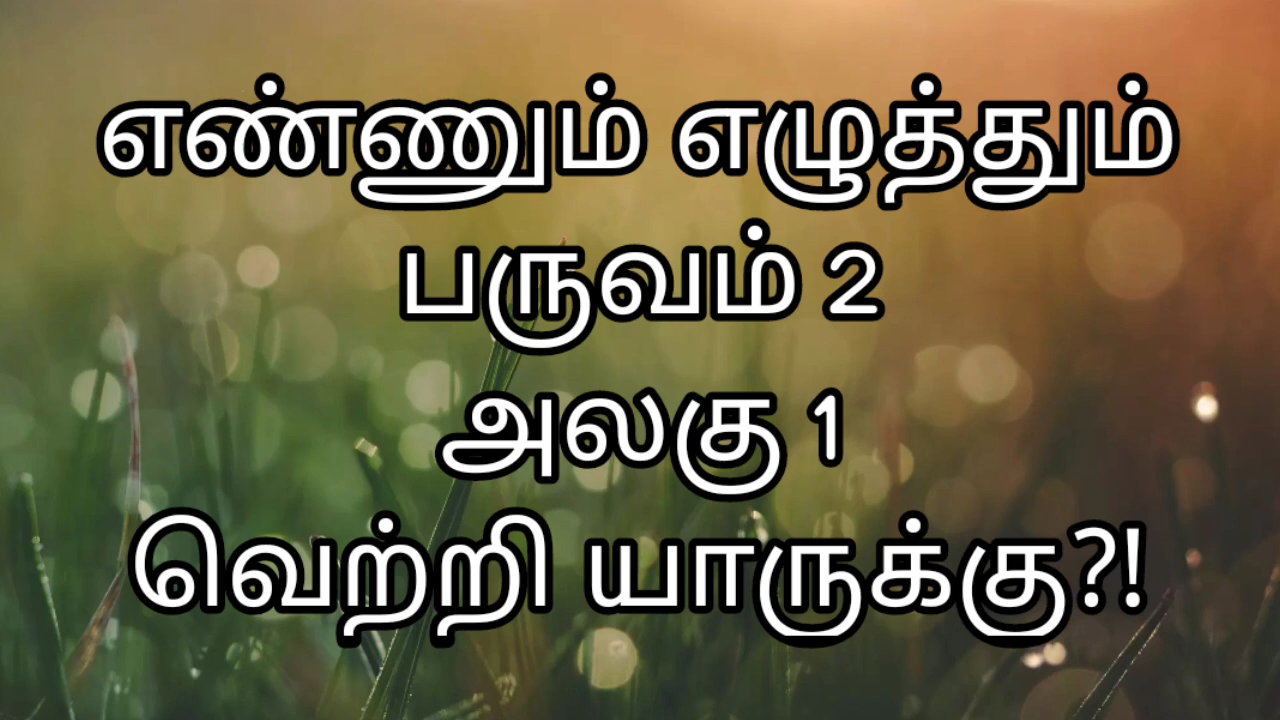 எண்ணும் எழுத்தும்
பருவம் 2
அலகு 1
வெற்றி யாருக்கு?!